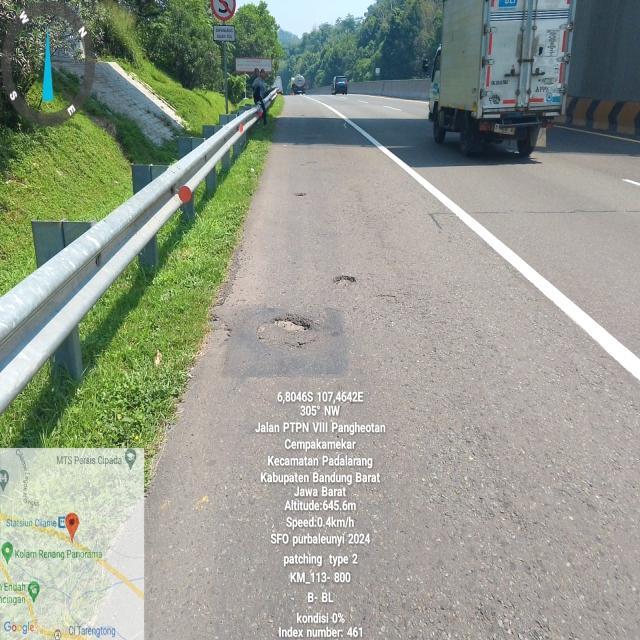 S
6,8046S 107,4642E
305° NW
Jalan PTPN VIII Pangheotan
Cempakamekar
Kecamatan Padalarang
Kabupaten Bandung Barat
Jawa Barat
Altitude:645.6m
Speed:0.4km/h
SFO purbaleunyi 2024
patching type 2
KM_113- 800
B- BL
kondisi 0%
Index number: 461
MTS Persis Cipada
Kolam Renang Panorama
Google
Ci Tarengtong